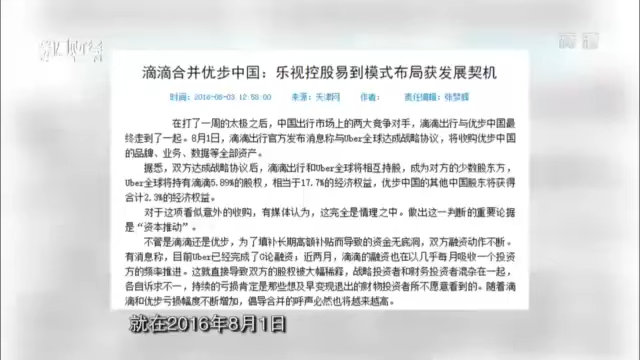 第一财经
高清
滴滴合并优步中国：乐视控股易到模式布局获发展契机
时间：2016-08-03 12:58:00 来源：天津网 作者： 责任编辑：张梦蝶
在打了一周的太极之后，中国出行市场上的两大竞争对手，滴滴出行与优步中国最
终走到了一起。8月1日，滴滴出行官方发布消息称与Uber全球达成战略协议，将收购优步中国
的品牌、业务、数据等全部资产。
据悉，双方达成战略协议后，滴滴出行和Uber全球将相互持股，成为对方的少数股东方，
Uber全球将持有滴滴5.89%的股权，相当于17.7%的经济权益，优步中国的其他中国股东将获得
合计2.3%的经济权益。
对于这项看似意外的收购，有媒体认为，这完全是情理之中。做出这一判断的重要论据
是“资本推动”。
不管是滴滴还是优步，为了填补长期高额补贴而导致的资金无底洞，双方融资动作不断。
有消息称，目前Uber已经完成了G论融资；近两月，滴滴的融资也在以几乎每月吸收一个投资
方的频率推进。这就直接导致双方的股权被大幅稀释，战略投资者和财务投资者混杂在一起，
各自诉求不一，持续的亏损肯定是那些想及早变现退出的财物投资者所不愿意看到的。随着滴
滴和优步亏损幅度不断增加，倡导合并的呼声必然也将越来越高。
就在2016年8月1日